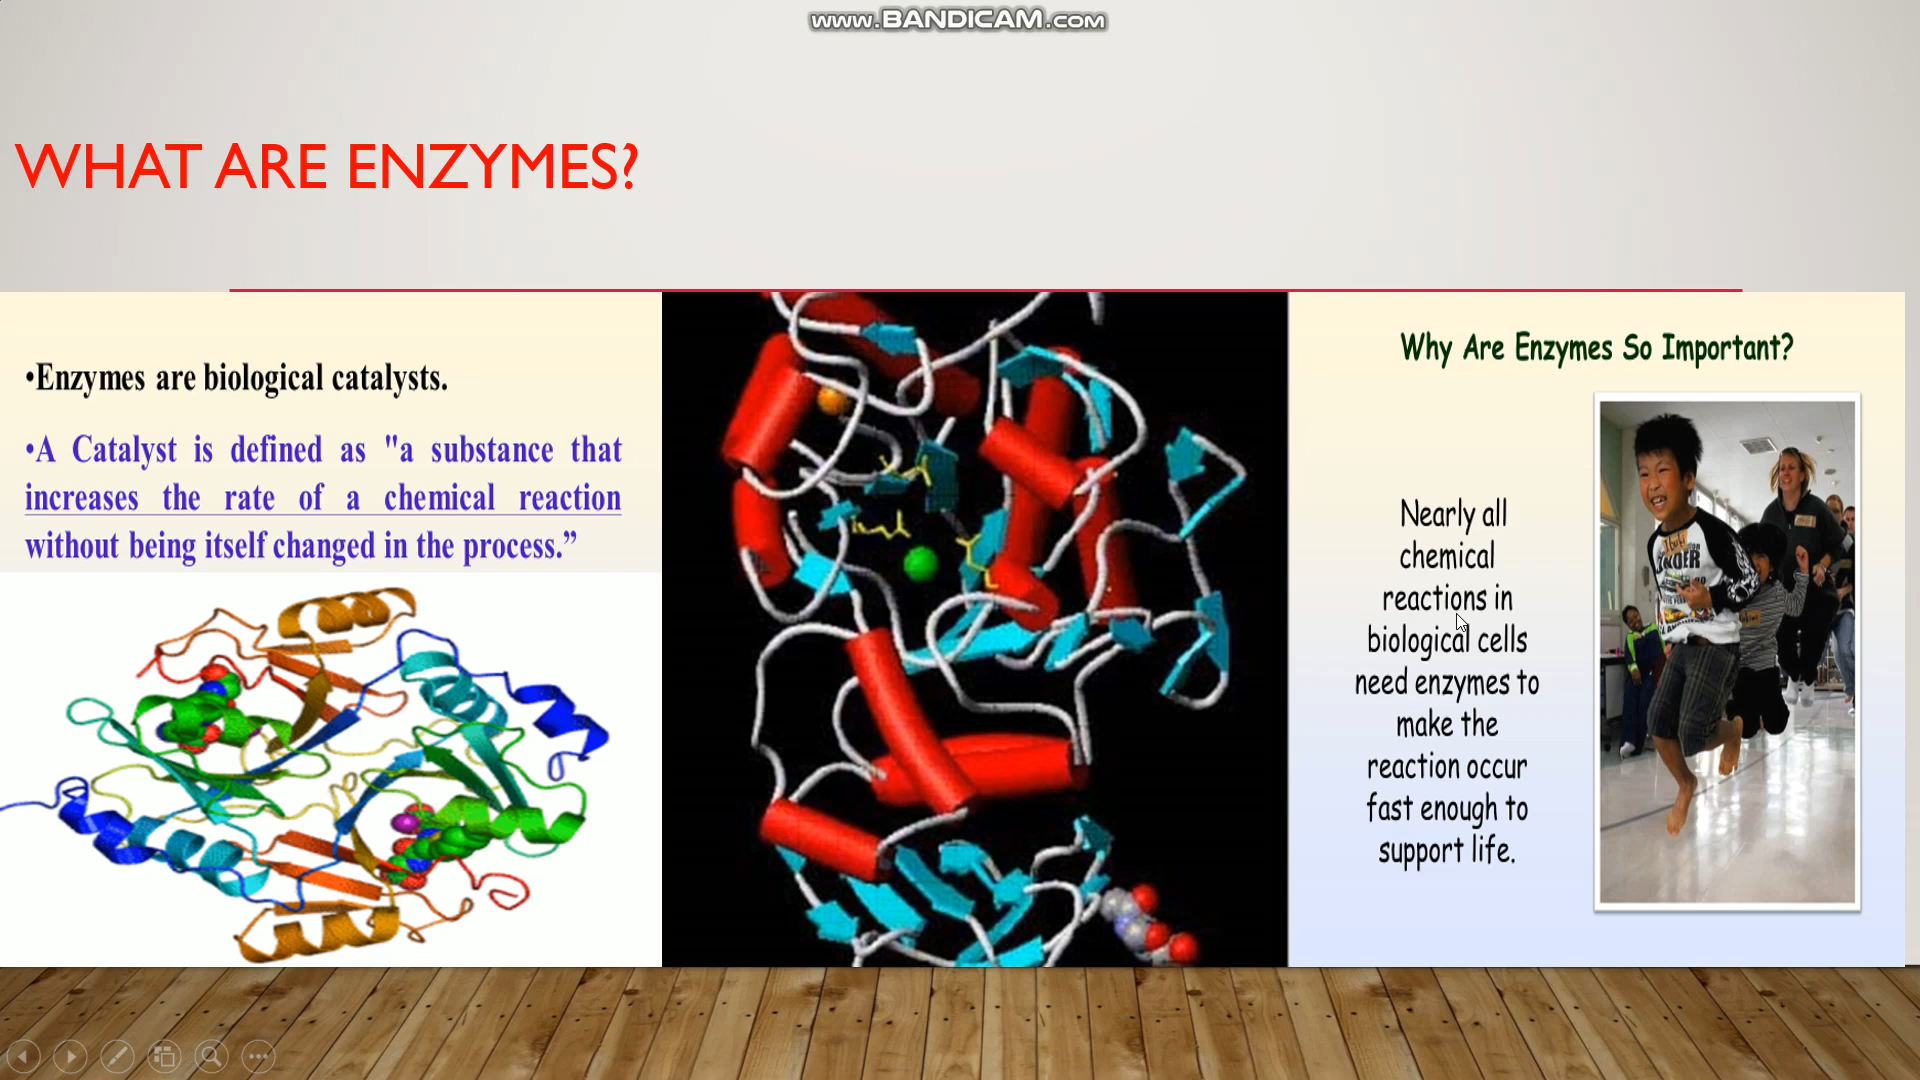 www.BANDICAM.com
WHAT ARE ENZYMES?
•Enzymes are biological catalysts.
•A Catalyst is defined as "a substance that
increases the rate of a chemical reaction
without being itself changed in the process.”
Why Are Enzymes So Important?
Nearly all
chemical
reactions in
biological cells
need enzymes to
make the
reaction occur
fast enough to
support life.